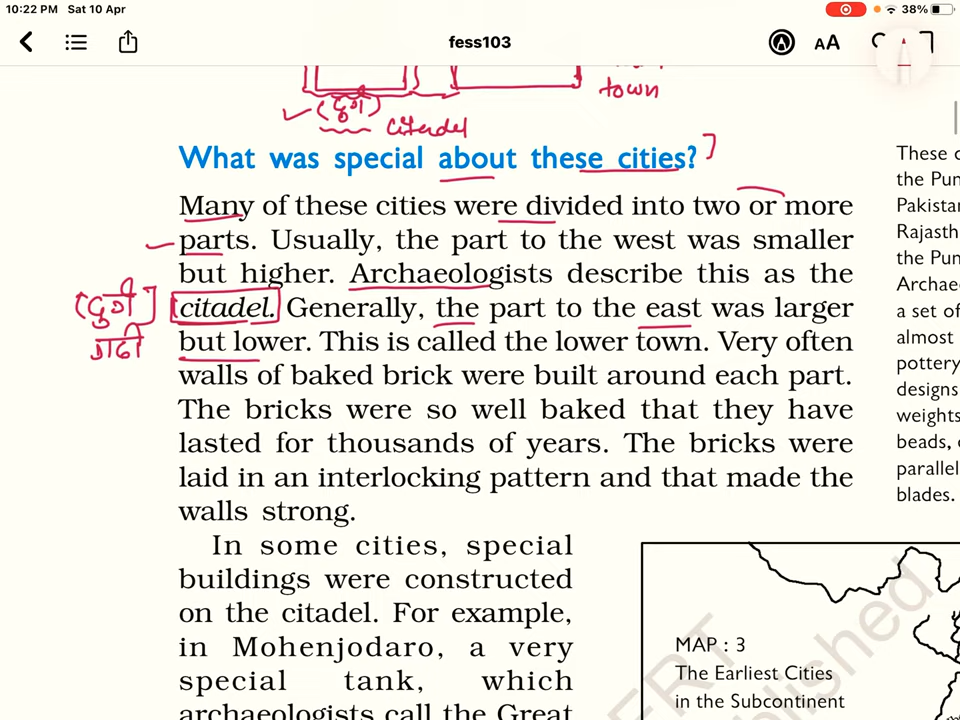 10:22 PM Sat 10 Apr
38%
fess103
AA
town
(दुर्ग)
citadel
What was special about these cities?
Many of these cities were divided into two or more
parts. Usually, the part to the west was smaller
but higher. Archaeologists describe this as the
(दुर्ग] citadel. Generally, the part to the east was larger
but lower. This is called the lower town. Very often
walls of baked brick were built around each part.
The bricks were so well baked that they have
lasted for thousands of years. The bricks were
laid in an interlocking pattern and that made the
walls strong.
In some cities, special
buildings were constructed
on the citadel. For example,
in Mohenjodaro, a very
special tank, which
archaeologists call the Great
These
the Pun
Pakistan
Rajasth
the Pun
Archae
a set of
almost
pottery
designs
weights
beads,
parallel
blades.
MAP : 3
The Earliest Cities
in the Subcontinent